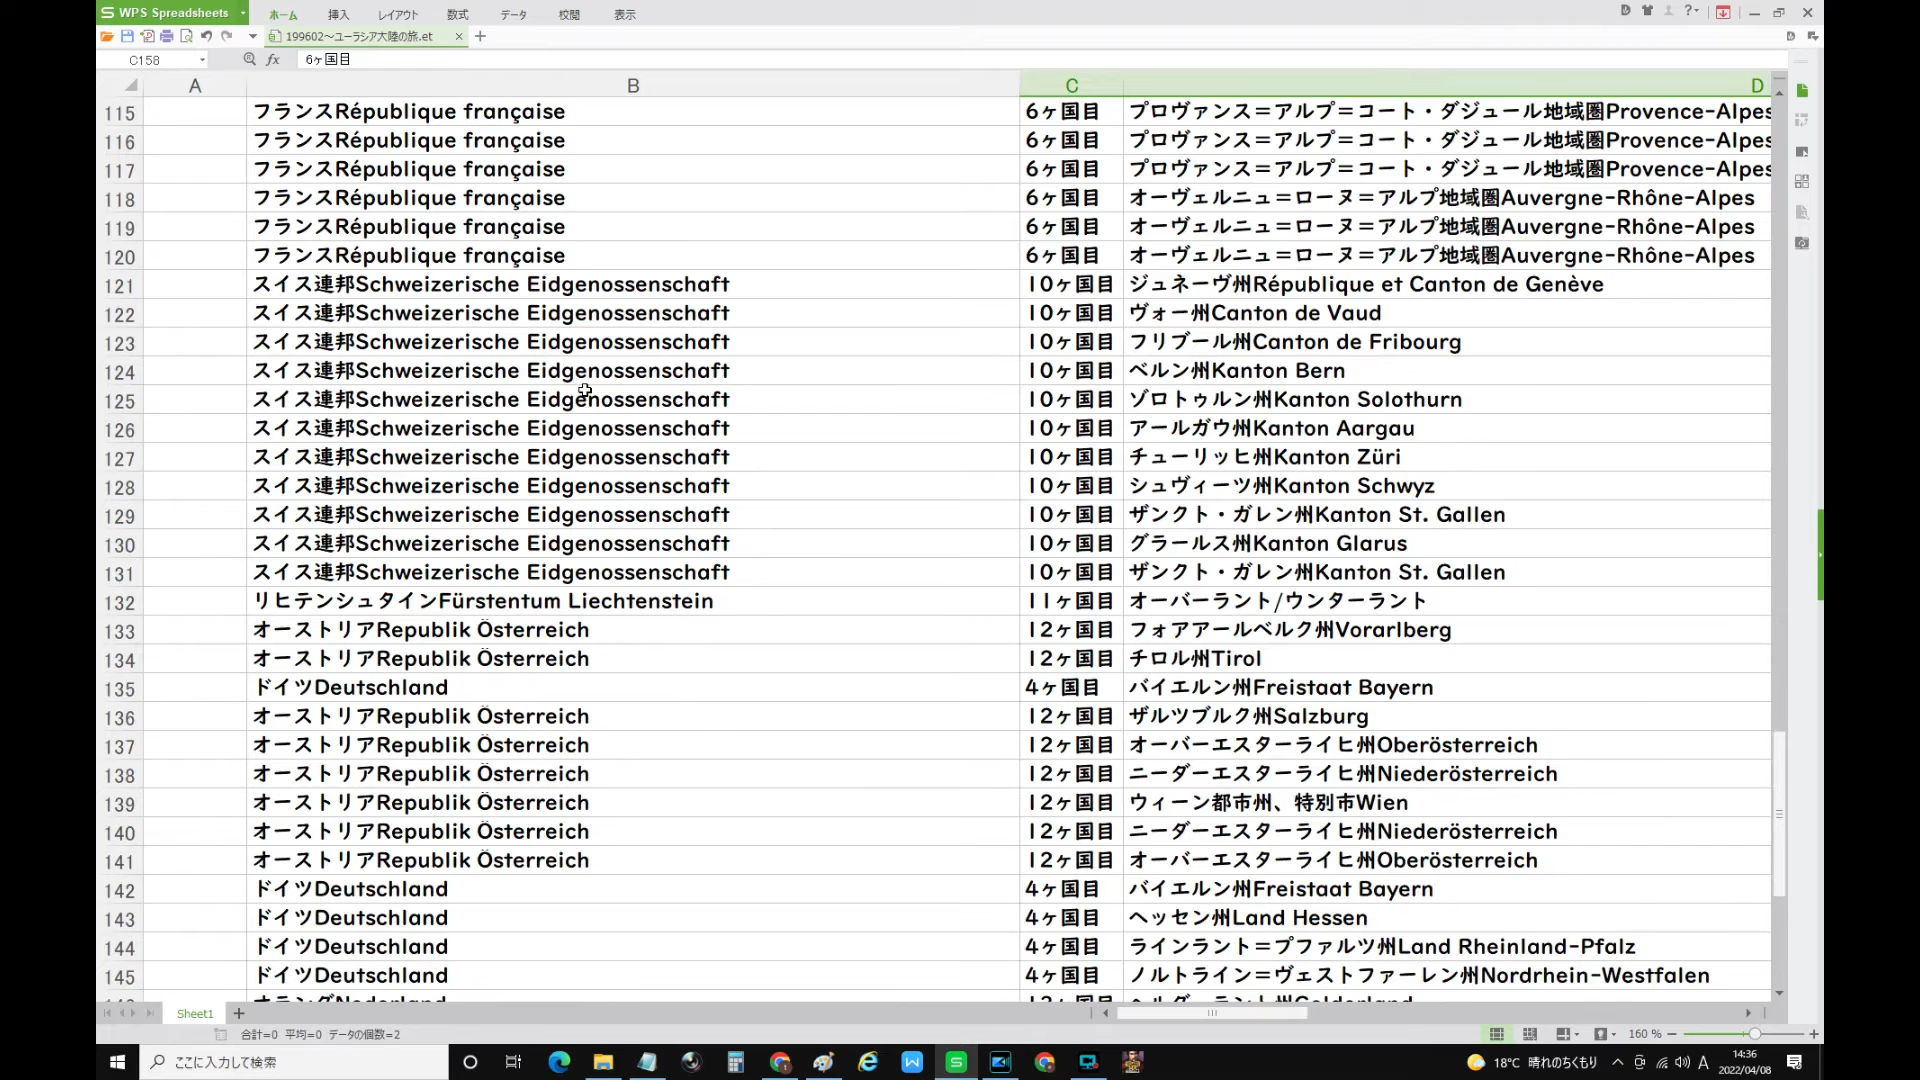 WPS Spreadsheets ホーム 挿入 レイアウト 数式 データ 校閲 表示
199602～ユーラシア大陸の旅.et
C158 fx 6ヶ国目
A B C D
115 フランスRépublique française 6ヶ国目 プロヴァンス＝アルプ＝コート・ダジュール地域圏Provence-Alpes
116 フランスRépublique française 6ヶ国目 プロヴァンス＝アルプ＝コート・ダジュール地域圏Provence-Alpes
117 フランスRépublique française 6ヶ国目 プロヴァンス＝アルプ＝コート・ダジュール地域圏Provence-Alpes
118 フランスRépublique française 6ヶ国目 オーヴェルニュ＝ローヌ＝アルプ地域圏Auvergne-Rhône-Alpes
119 フランスRépublique française 6ヶ国目 オーヴェルニュ＝ローヌ＝アルプ地域圏Auvergne-Rhône-Alpes
120 フランスRépublique française 6ヶ国目 オーヴェルニュ＝ローヌ＝アルプ地域圏Auvergne-Rhône-Alpes
121 スイス連邦Schweizerische Eidgenossenschaft 10ヶ国目 ジュネーヴ州République et Canton de Genève
122 スイス連邦Schweizerische Eidgenossenschaft 10ヶ国目 ヴォー州Canton de Vaud
123 スイス連邦Schweizerische Eidgenossenschaft 10ヶ国目 フリブール州Canton de Fribourg
124 スイス連邦Schweizerische Eidgenossenschaft 10ヶ国目 ベルン州Kanton Bern
125 スイス連邦Schweizerische Eidgenossenschaft 10ヶ国目 ゾロトゥルン州Kanton Solothurn
126 スイス連邦Schweizerische Eidgenossenschaft 10ヶ国目 アールガウ州Kanton Aargau
127 スイス連邦Schweizerische Eidgenossenschaft 10ヶ国目 チューリッヒ州Kanton Züri
128 スイス連邦Schweizerische Eidgenossenschaft 10ヶ国目 シュヴィーツ州Kanton Schwyz
129 スイス連邦Schweizerische Eidgenossenschaft 10ヶ国目 ザンクト・ガレン州Kanton St. Gallen
130 スイス連邦Schweizerische Eidgenossenschaft 10ヶ国目 グラールス州Kanton Glarus
131 スイス連邦Schweizerische Eidgenossenschaft 10ヶ国目 ザンクト・ガレン州Kanton St. Gallen
132 リヒテンシュタインFürstentum Liechtenstein 11ヶ国目 オーバーラント/ウンターラント
133 オーストリアRepublik Österreich 12ヶ国目 フォアアールベルク州Vorarlberg
134 オーストリアRepublik Österreich 12ヶ国目 チロル州Tirol
135 ドイツDeutschland 4ヶ国目 バイエルン州Freistaat Bayern
136 オーストリアRepublik Österreich 12ヶ国目 ザルツブルク州Salzburg
137 オーストリアRepublik Österreich 12ヶ国目 オーバーエスターライヒ州Oberösterreich
138 オーストリアRepublik Österreich 12ヶ国目 ニーダーエスターライヒ州Niederösterreich
139 オーストリアRepublik Österreich 12ヶ国目 ウィーン都市州、特別市Wien
140 オーストリアRepublik Österreich 12ヶ国目 ニーダーエスターライヒ州Niederösterreich
141 オーストリアRepublik Österreich 12ヶ国目 オーバーエスターライヒ州Oberösterreich
142 ドイツDeutschland 4ヶ国目 バイエルン州Freistaat Bayern
143 ドイツDeutschland 4ヶ国目 ヘッセン州Land Hessen
144 ドイツDeutschland 4ヶ国目 ラインラント＝プファルツ州Land Rheinland-Pfalz
145 ドイツDeutschland 4ヶ国目 ノルトライン＝ヴェストファーレン州Nordrhein-Westfalen
Sheet1
合計=0 平均=0 データの個数=2 160 %
ここに入力して検索 18°C 晴れのちくもり A 14:36
2022/04/08